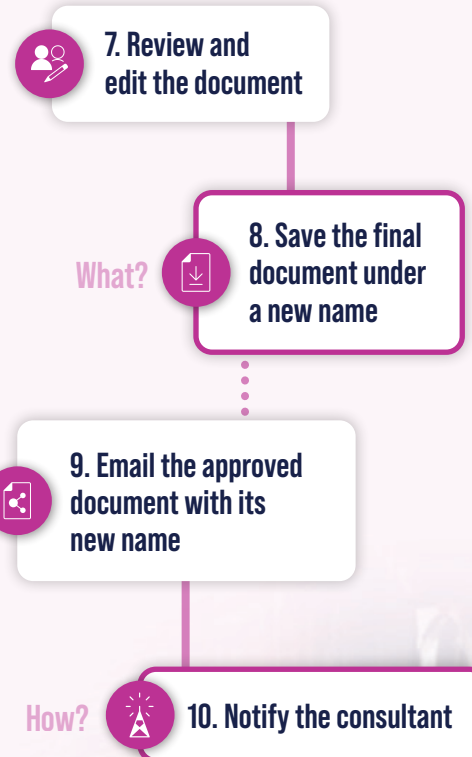 7. Review and
edit the document
What?
8. Save the final
document under
a new name
9. Email the approved
document with its
new name
How?
10. Notify the consultant